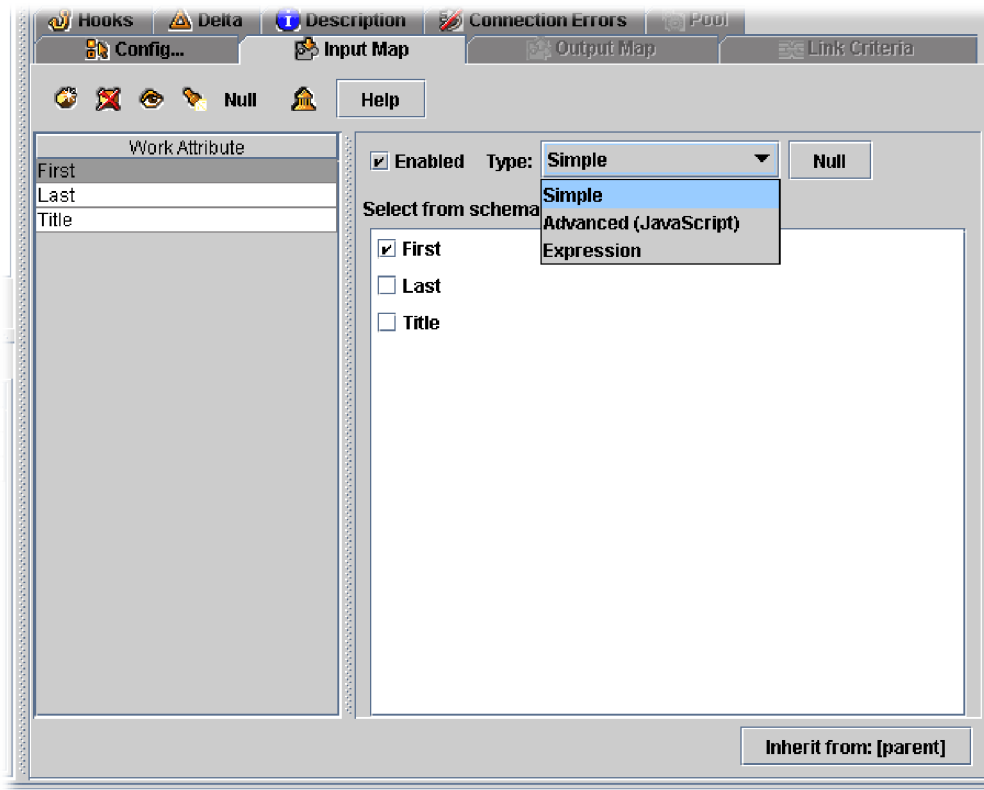 Hooks Delta Description Connection Errors Pool
Config... Input Map Output Map Link Criteria
Null Help
Work Attribute
First
Last
Title
Enabled Type: Simple Null
Simple
Advanced (JavaScript)
Expression
Select from schema
First
Last
Title
Inherit from: [parent]